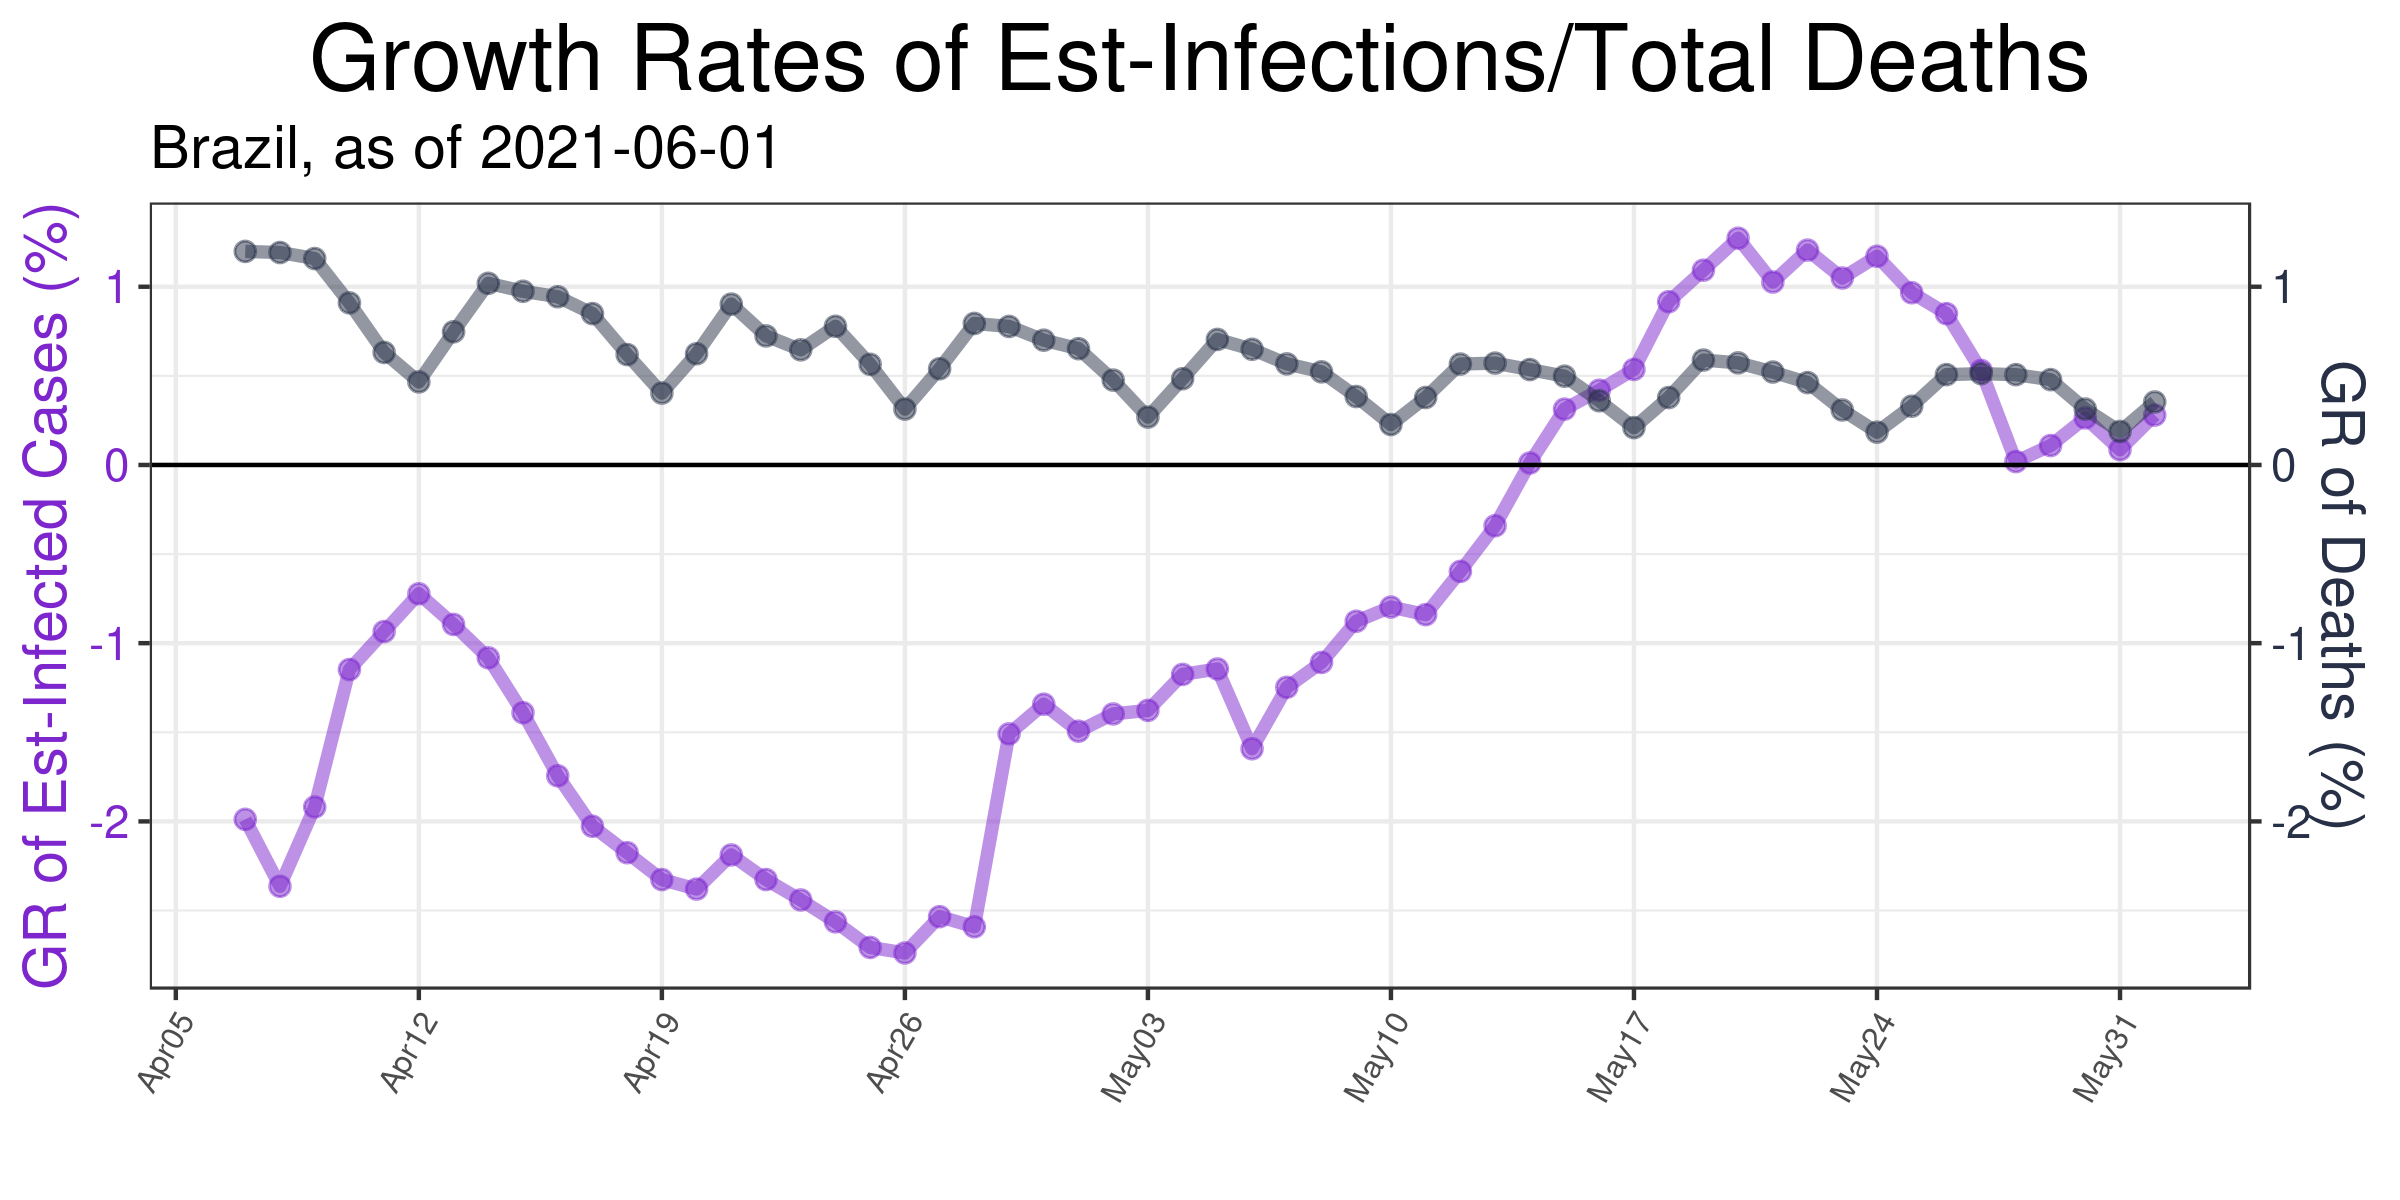 Growth Rates of Est-Infections/Total Deaths
Brazil, as of 2021-06-01
GR of Est-Infected Cases (%)
1
0
-1
-2
1
0
-1
-2
GR of Deaths (%)
Apr05
Apr12
Apr19
Apr26
May03
May10
May17
May24
May31